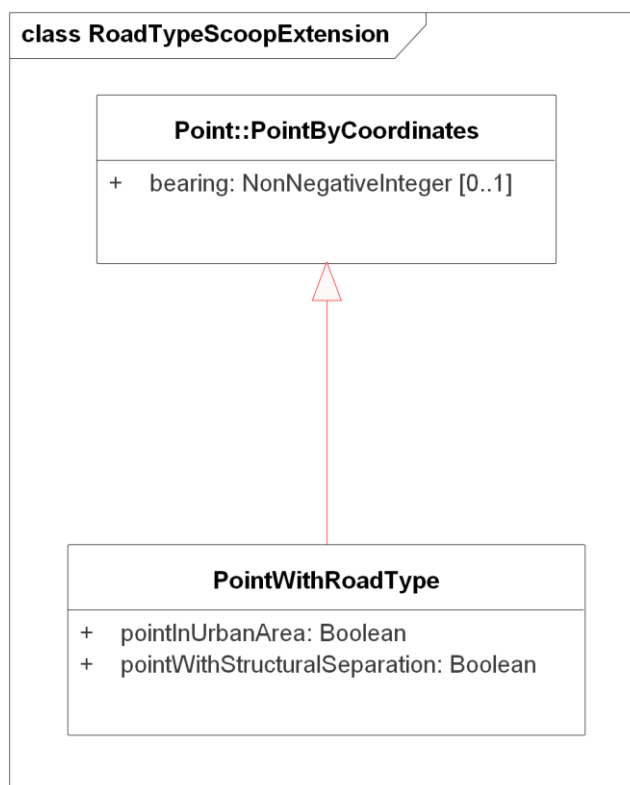 class RoadTypeScoopExtension
Point::PointByCoordinates
+ bearing: NonNegativeInteger [0..1]
PointWithRoadType
+ pointInUrbanArea: Boolean
+ pointWithStructuralSeparation: Boolean